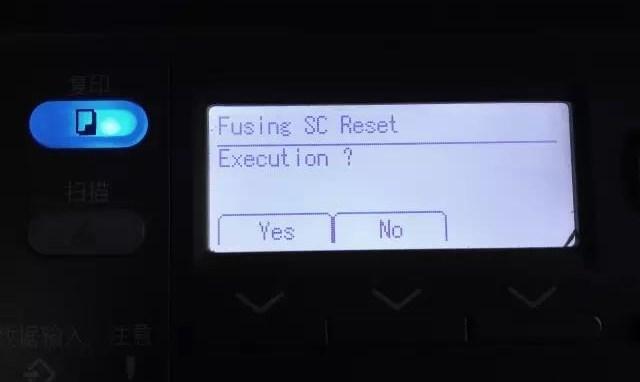 复印
Fusing SC Reset
Execution ?
扫描
Yes
No
数据输入
注意